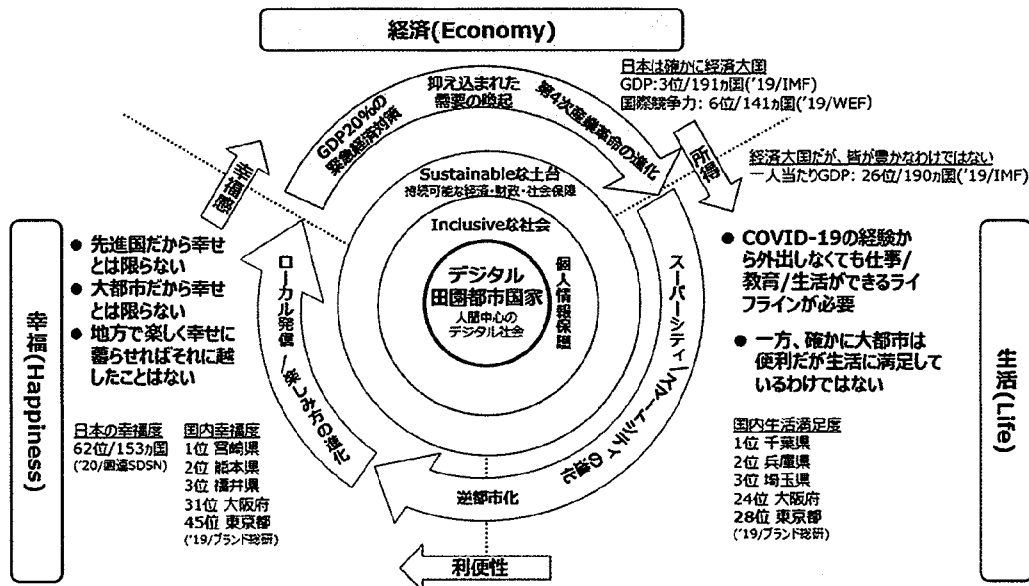 経済(Economy)
日本は確かに経済大国
GDP:3位/191ヵ国('19/IMF)
国際競争力: 6位/141ヵ国('19/WEF)
経済大国だが、皆が豊かなわけではない
一人当たりGDP: 26位/190ヵ国('19/IMF)
GDP20%の
緊急経済対策
抑え込まれた
需要の喚起
第4次産業革命の進化
所得
幸福感
Sustainableな土台
持続可能な経済・財政・社会保障
Inclusiveな社会
デジタル
田園都市国家
人間中心の
デジタル社会
個人情報保護
スーパーシティ/スマートシティの進化
ローカル発信/楽しみ方の進化
逆都市化
利便性
幸福(Happiness)
● 先進国だから幸せ
とは限らない
● 大都市だから幸せ
とは限らない
● 地方で楽しく幸せに
暮らせればそれに越
したことはない
日本の幸福度
62位/153ヵ国
('20/国連SDSN)
国内幸福度
1位 宮崎県
2位 熊本県
3位 福井県
31位 大阪府
45位 東京都
('19/ブランド総研)
生活(Life)
● COVID-19の経験か
ら外出しなくても仕事/
教育/生活ができるライ
フラインが必要
● 一方、確かに大都市は
便利だが生活に満足して
いるわけではない
国内生活満足度
1位 千葉県
2位 兵庫県
3位 埼玉県
24位 大阪府
28位 東京都
('19/ブランド総研)